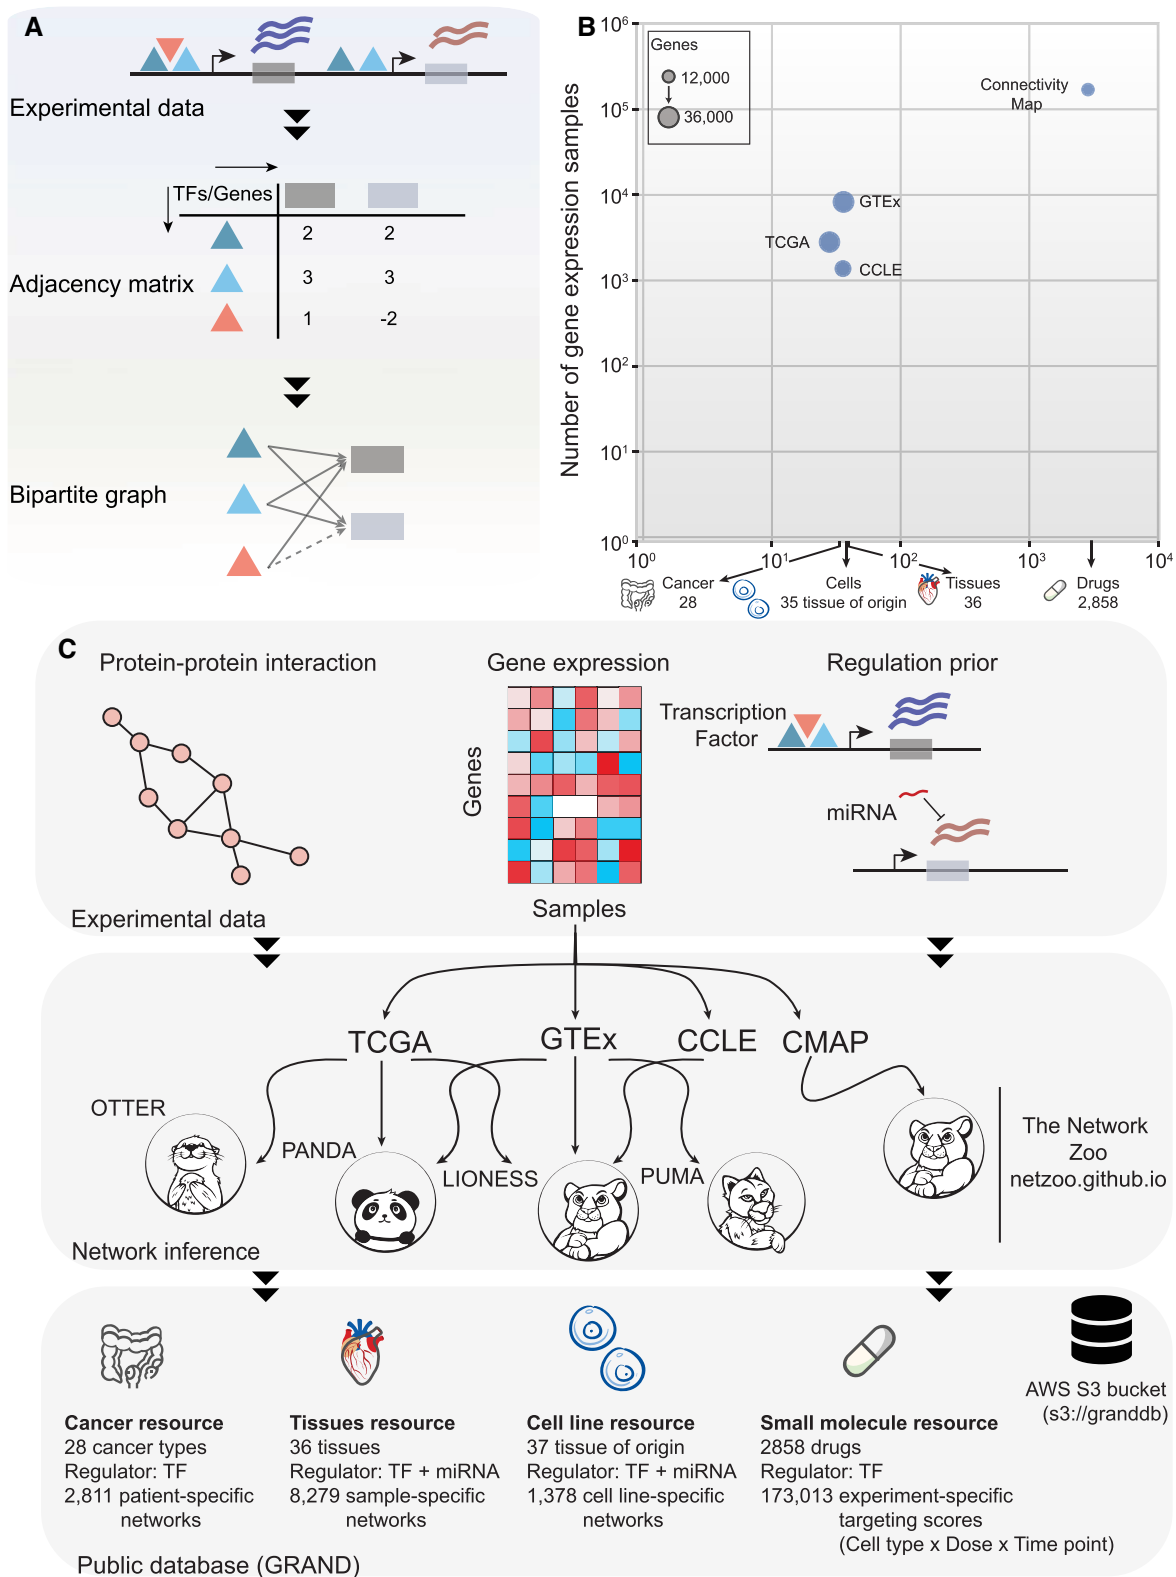 A
Experimental data
TFs/Genes
2 2
3 3
1 -2
Adjacency matrix
Bipartite graph
B
Number of gene expression samples
10⁶
10⁵
10⁴
10³
10²
10¹
10⁰
Genes
12,000
36,000
Connectivity
Map
GTEx
TCGA
CCLE
10⁰ 10¹ 10² 10³ 10⁴
Cancer
28
Cells
35 tissue of origin
Tissues
36
Drugs
2,858
C
Protein-protein interaction
Gene expression
Regulation prior
Genes
Samples
Transcription
Factor
miRNA
Experimental data
TCGA
GTEx
CCLE
CMAP
OTTER
PANDA
LIONESS
PUMA
The Network
Zoo
netzoo.github.io
Network inference
AWS S3 bucket
(s3://granddb)
Cancer resource
28 cancer types
Regulator: TF
2,811 patient-specific
networks
Tissues resource
36 tissues
Regulator: TF + miRNA
8,279 sample-specific
networks
Cell line resource
37 tissue of origin
Regulator: TF + miRNA
1,378 cell line-specific
networks
Small molecule resource
2858 drugs
Regulator: TF
173,013 experiment-specific
targeting scores
(Cell type x Dose x Time point)
Public database (GRAND)